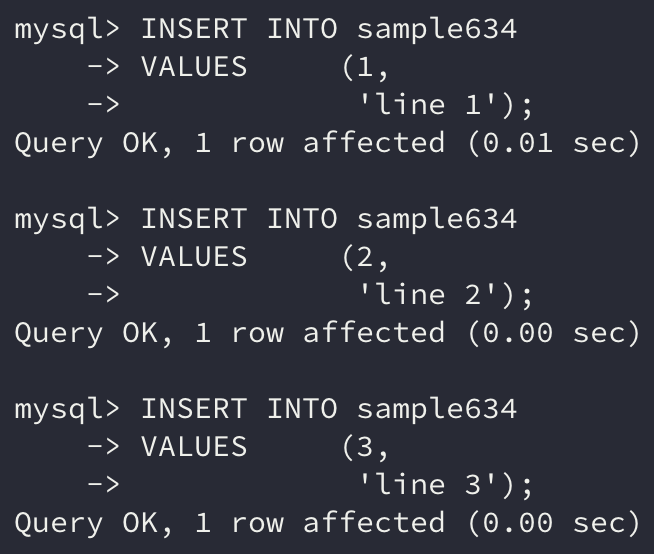 mysql> INSERT INTO sample634
    -> VALUES     (1,
    ->             'line 1');
Query OK, 1 row affected (0.01 sec)

mysql> INSERT INTO sample634
    -> VALUES     (2,
    ->             'line 2');
Query OK, 1 row affected (0.00 sec)

mysql> INSERT INTO sample634
    -> VALUES     (3,
    ->             'line 3');
Query OK, 1 row affected (0.00 sec)